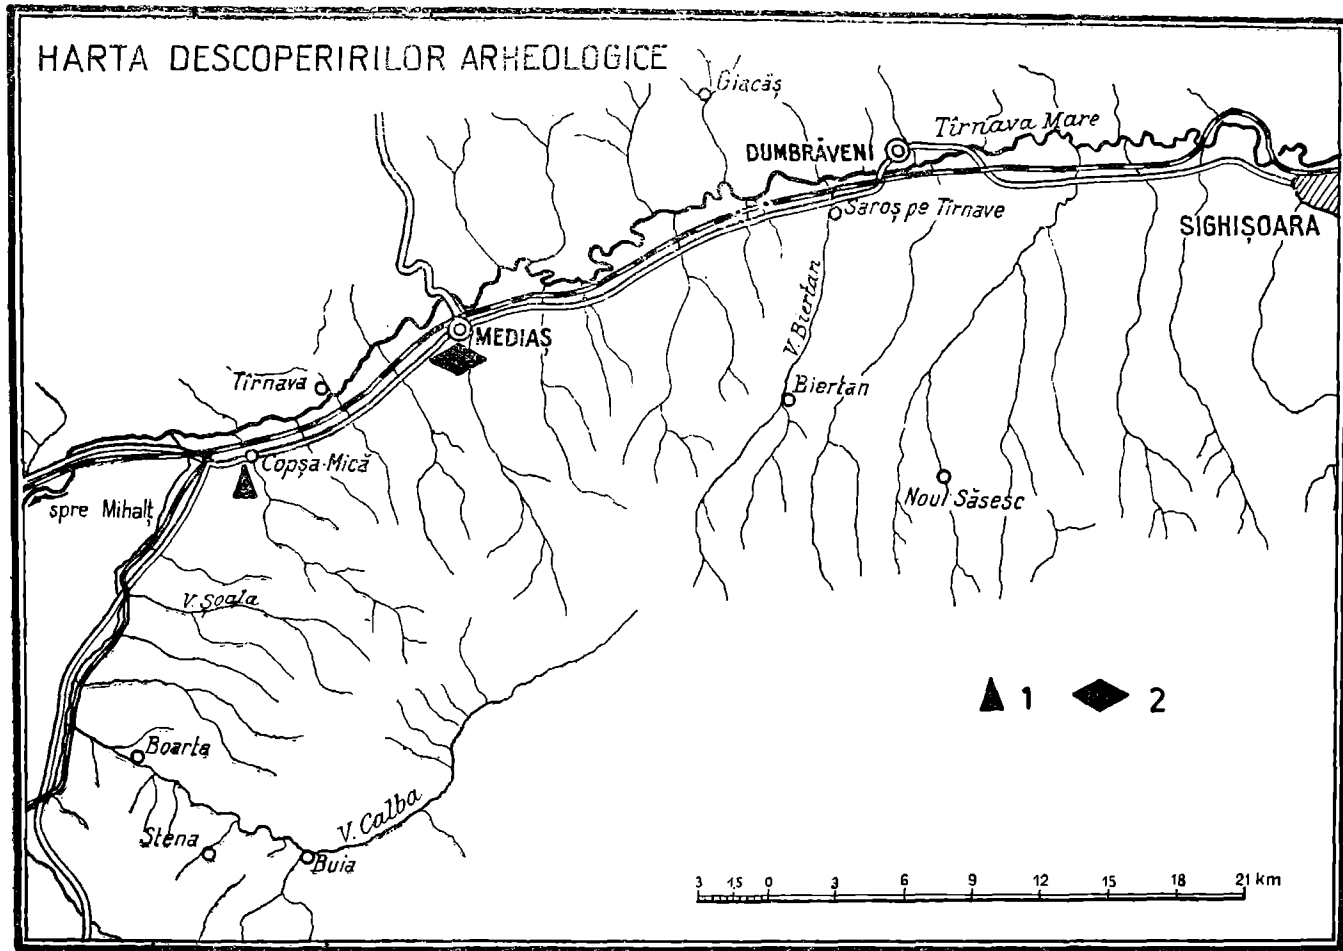 HARTA DESCOPERIRILOR ARHEOLOGICE
Giacăș
Tîrnava Mare
DUMBRĂVENI
Saroș pe Tîrnave
SIGHIȘOARA
V. Biertan
MEDIAȘ
Tîrnava
Biertan
Copșa-Mică
Noul Săsesc
spre Mihalț
V. Șoala
1
2
Boarta
V. Calba
Stena
Buia
3 1,5 0 3 6 9 12 15 18 21 km